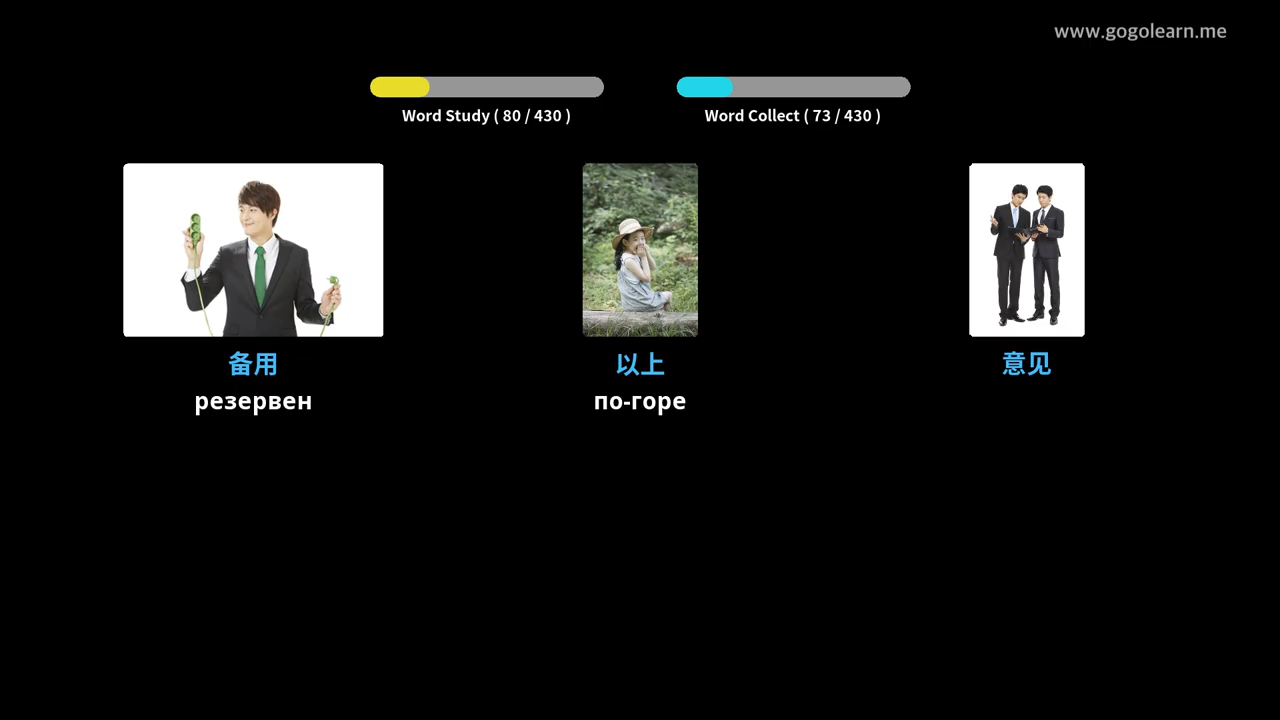 www.gogolearn.me
Word Study ( 80 / 430 )
Word Collect ( 73 / 430 )
备用
резервен
以上
по-горе
意见